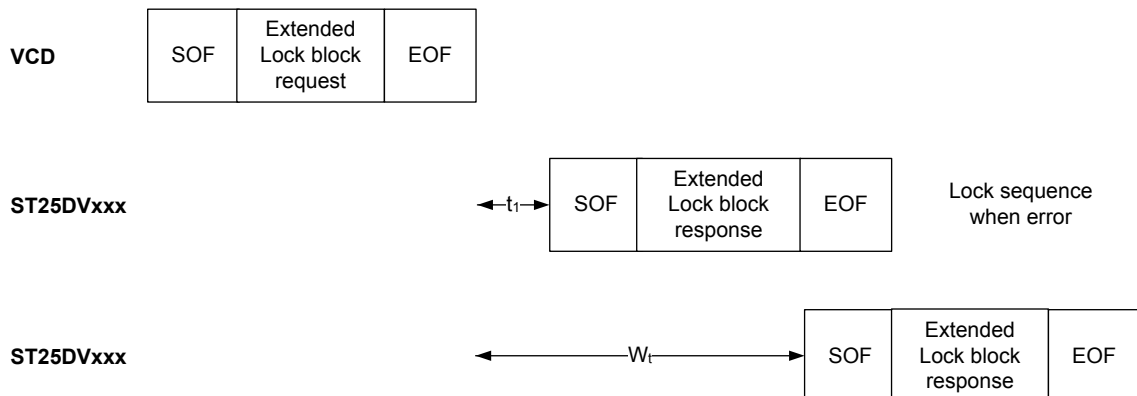 VCD
SOF
Extended
Lock block
request
EOF
ST25DVxxx
t1
SOF
Extended
Lock block
response
EOF
Lock sequence
when error
ST25DVxxx
Wt
SOF
Extended
Lock block
response
EOF